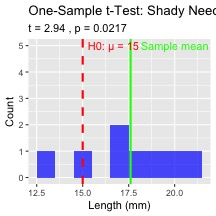 One-Sample t-Test: Shady Need
t = 2.94 , p = 0.0217
H0: μ = 15
Sample mean
5
4
3
2
1
0
Count
12.5
15.0
17.5
20.0
Length (mm)